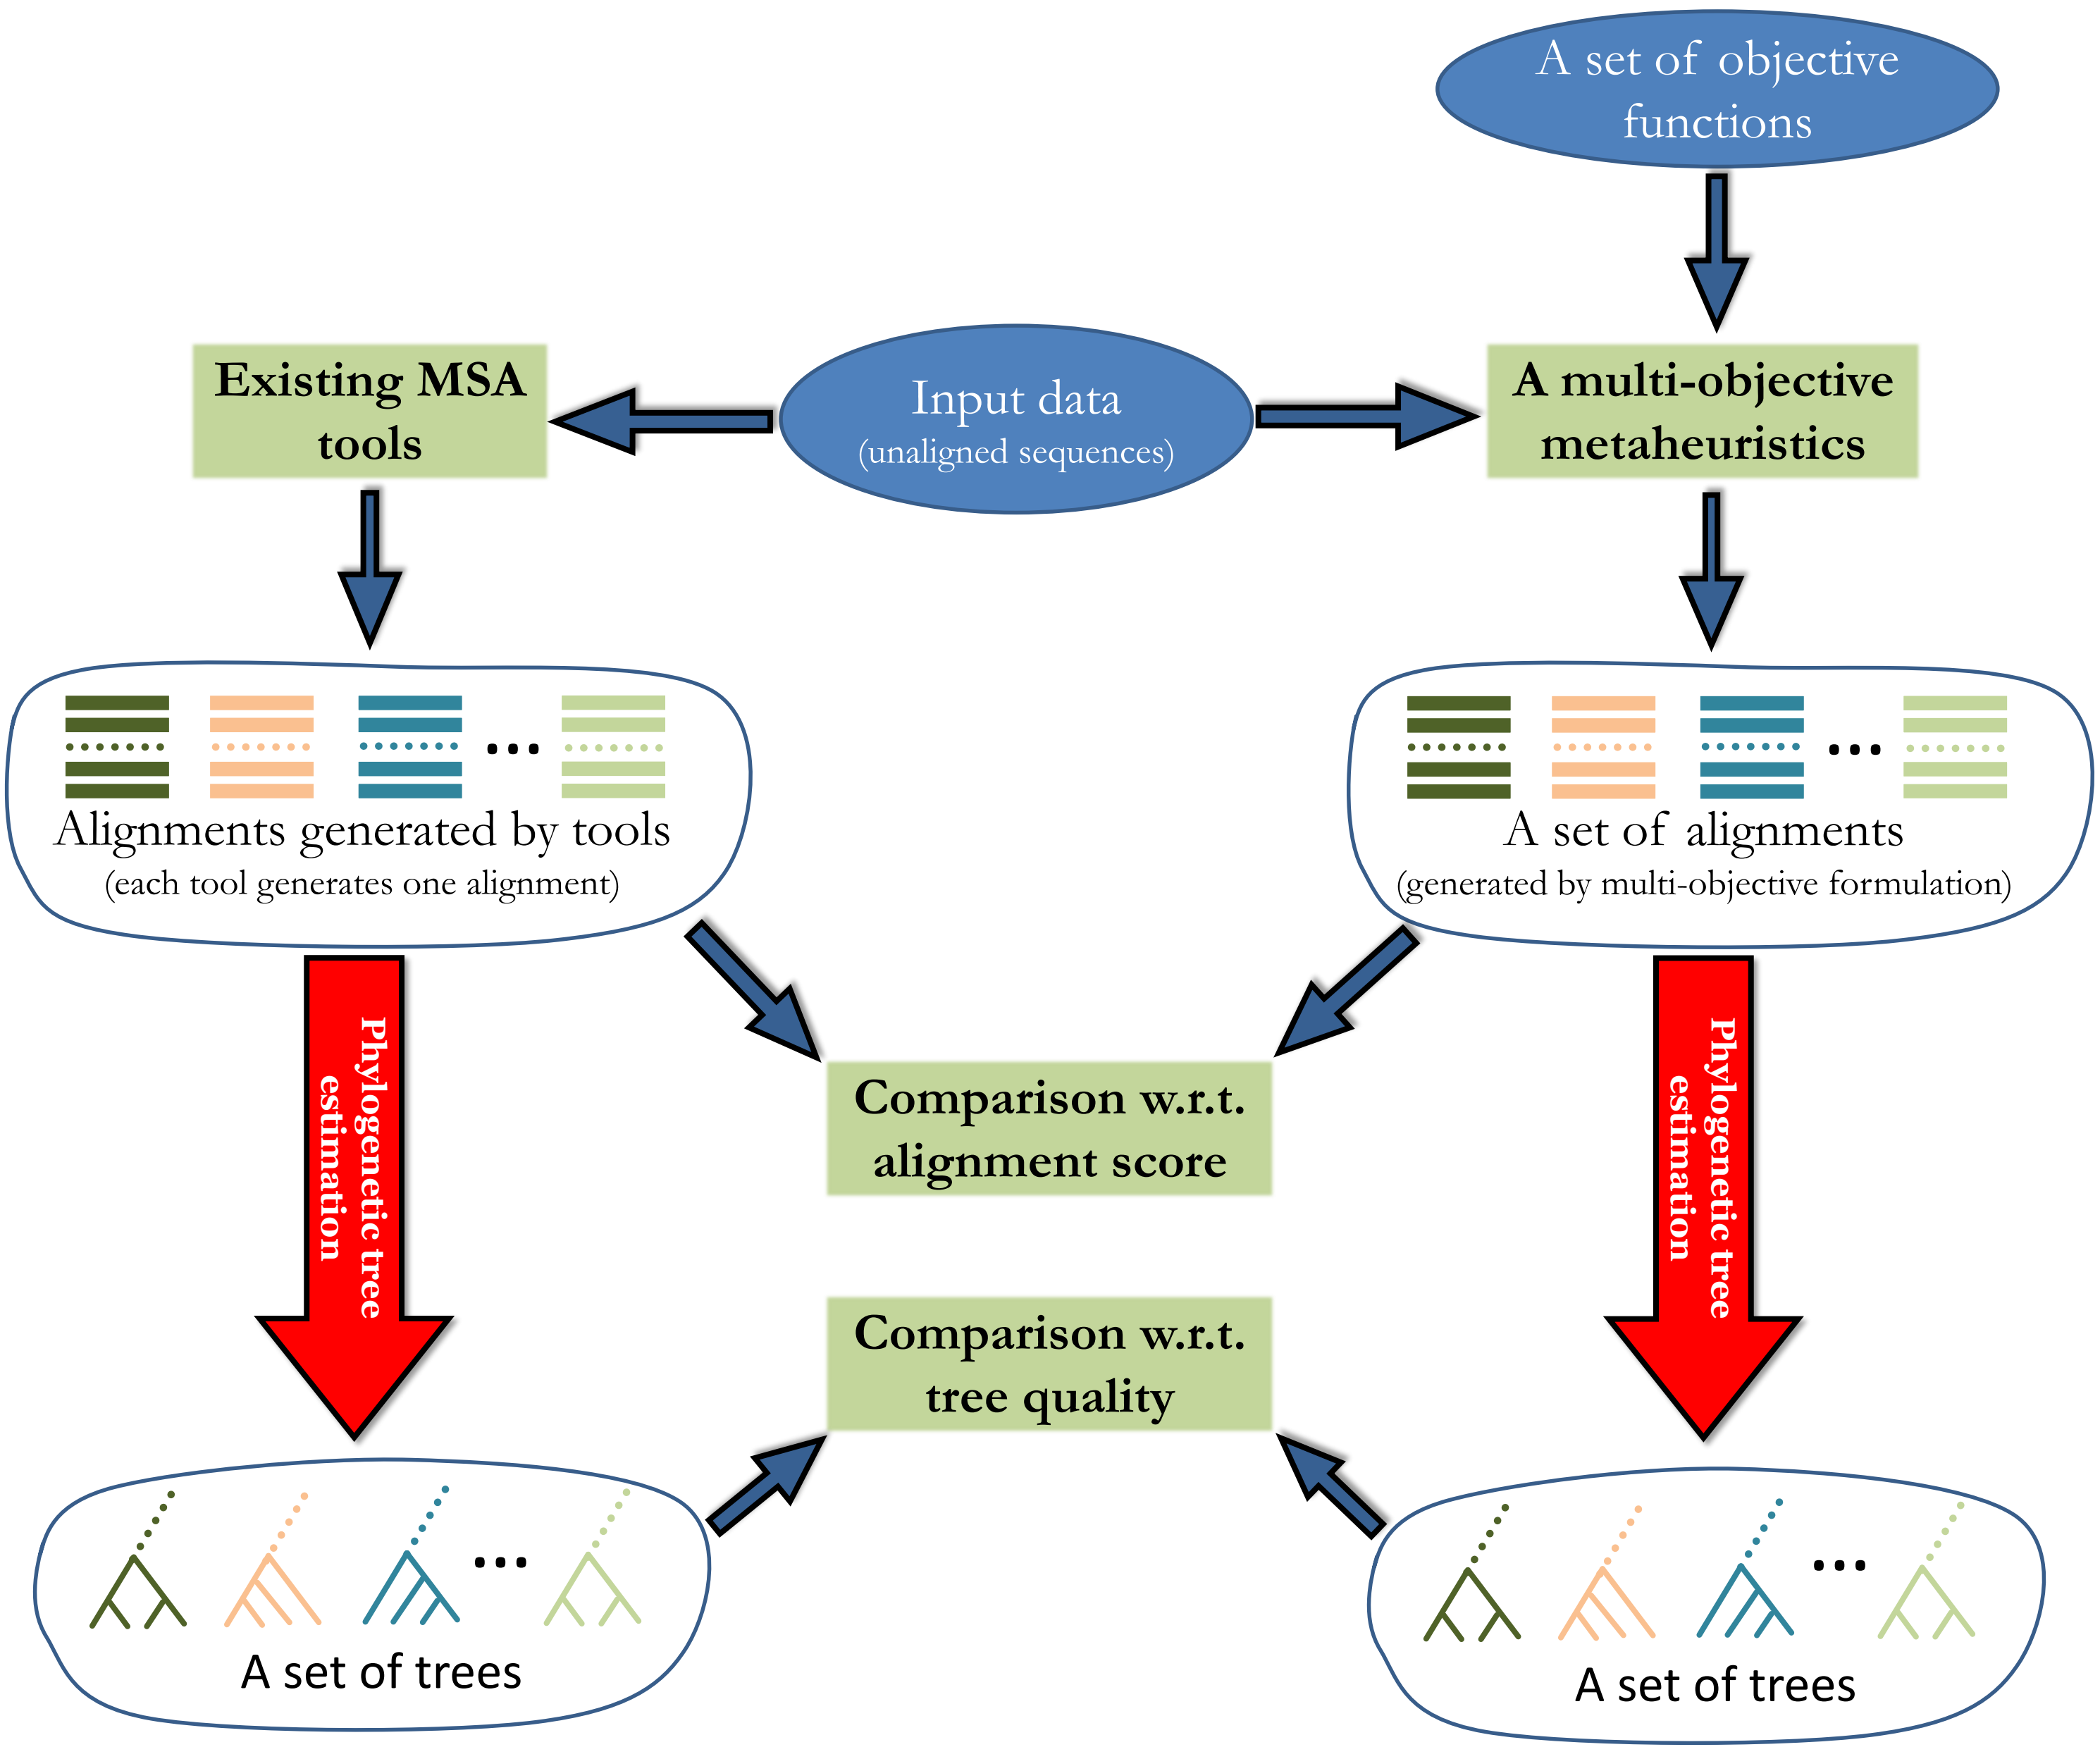 A set of objective
functions
Existing MSA
tools
Input data
(unaligned sequences)
A multi-objective
metaheuristics
Alignments generated by tools
(each tool generates one alignment)
A set of alignments
(generated by multi-objective formulation)
Phylogenetic tree
estimation
Comparison w.r.t.
alignment score
Phylogenetic tree
estimation
Comparison w.r.t.
tree quality
A set of trees
A set of trees